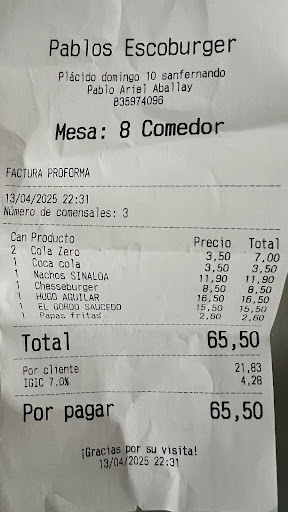 Pablos Escoburger
Plácido domingo 10 sanfernando
Pablo Ariel Aballay
B35974096
Mesa: 8 Comedor
FACTURA PROFORMA
13/04/2025 22:31
Número de comensales: 3
Can Producto Precio Total
2 Cola Zero 3,50 7,00
1 Coca cola 3,50 3,50
1 Nachos SINALOA 11,90 11,90
1 Chesseburger 8,50 8,50
1 HUGO AGUILAR 16,50 16,50
1 EL GORDO SAUCEDO 15,50 15,50
1 Papas fritas 2,60 2,60
Total 65,50
Por cliente 21,83
IGIC 7.0% 4,28
Por pagar 65,50
¡Gracias por su visita!
13/04/2025 22:31